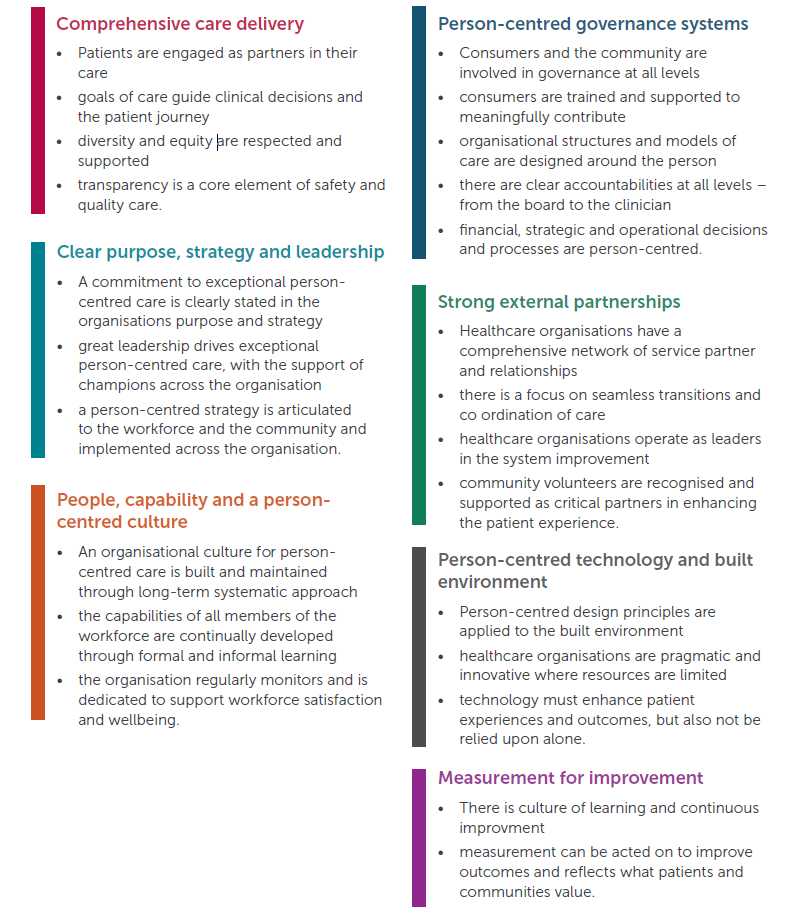 Comprehensive care delivery
• Patients are engaged as partners in their
care
• goals of care guide clinical decisions and
the patient journey
• diversity and equity are respected and
supported
• transparency is a core element of safety and
quality care.
Clear purpose, strategy and leadership
• A commitment to exceptional person-
centred care is clearly stated in the
organisations purpose and strategy
• great leadership drives exceptional
person-centred care, with the support of
champions across the organisation
• a person-centred strategy is articulated
to the workforce and the community and
implemented across the organisation.
People, capability and a person-
centred culture
• An organisational culture for person-
centred care is built and maintained
through long-term systematic approach
• the capabilities of all members of the
workforce are continually developed
through formal and informal learning
• the organisation regularly monitors and is
dedicated to support workforce satisfaction
and wellbeing.
Person-centred governance systems
• Consumers and the community are
involved in governance at all levels
• consumers are trained and supported to
meaningfully contribute
• organisational structures and models of
care are designed around the person
• there are clear accountabilities at all levels –
from the board to the clinician
• financial, strategic and operational decisions
and processes are person-centred.
Strong external partnerships
• Healthcare organisations have a
comprehensive network of service partner
and relationships
• there is a focus on seamless transitions and
co ordination of care
• healthcare organisations operate as leaders
in the system improvement
• community volunteers are recognised and
supported as critical partners in enhancing
the patient experience.
Person-centred technology and built
environment
• Person-centred design principles are
applied to the built environment
• healthcare organisations are pragmatic and
innovative where resources are limited
• technology must enhance patient
experiences and outcomes, but also not be
relied upon alone.
Measurement for improvement
• There is culture of learning and continuous
improvment
• measurement can be acted on to improve
outcomes and reflects what patients and
communities value.